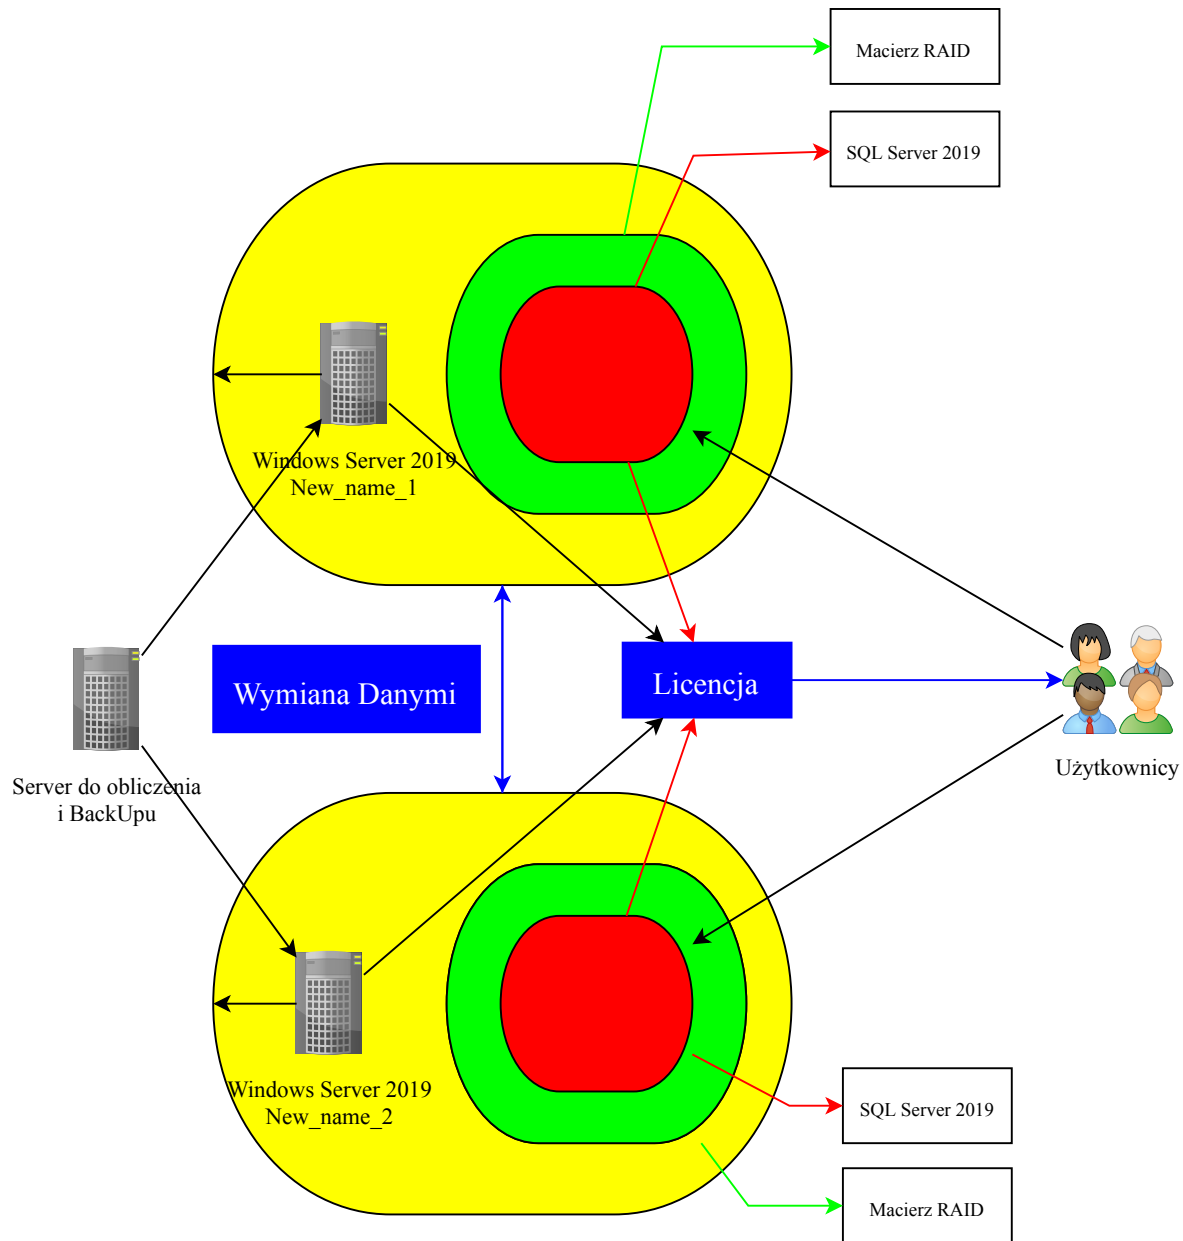 Macierz RAID
SQL Server 2019
Windows Server 2019
New_name_1
Wymiana Danymi
Licencja
Server do obliczenia
i BackUpu
Użytkownicy
Windows Server 2019
New_name_2
SQL Server 2019
Macierz RAID